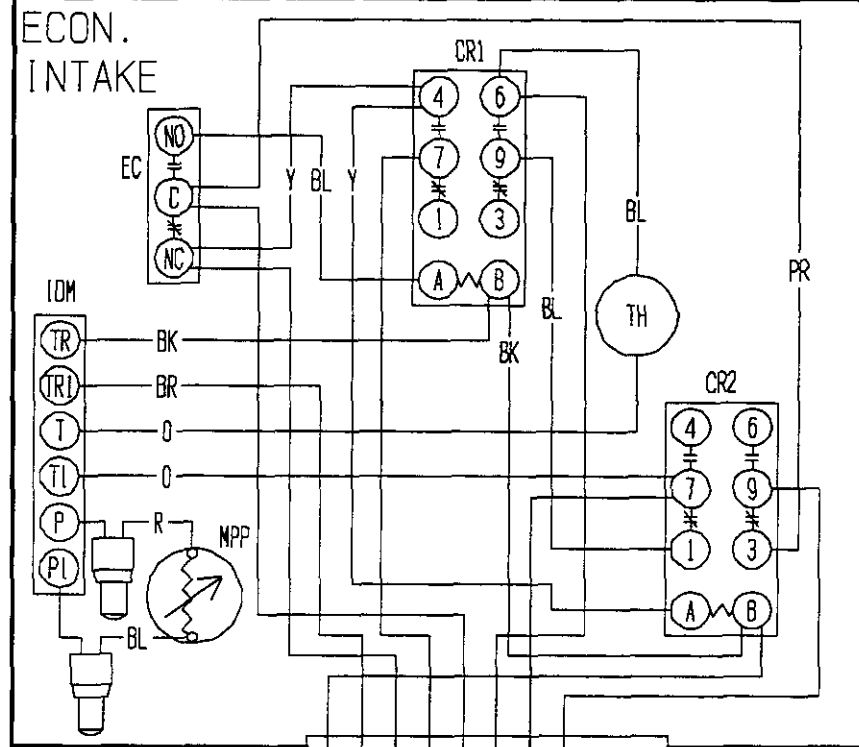 ECON.
INTAKE
CR1
4 6
NO
EC
7 9
C
Y BL Y
1 3
BL
NC
PR
IDM
A B
BL
TH
TR BK
BK
TR1 BR
CR2
T O
4 6
T1 O
7 9
P R
MPP
1 3
P1
A B
BL